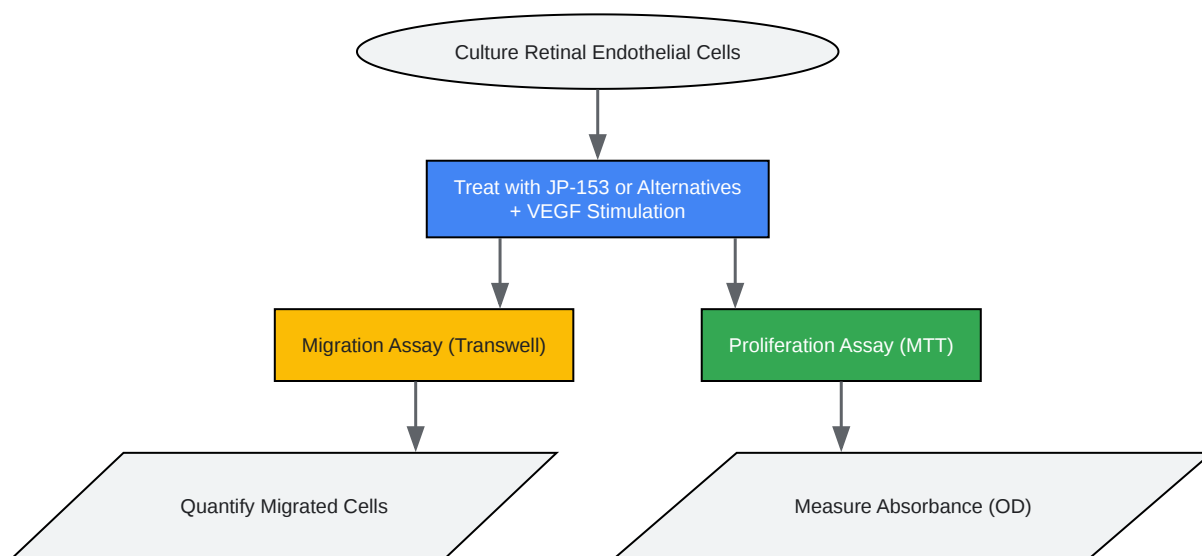 Culture Retinal Endothelial Cells
Treat with JP-153 or Alternatives
+ VEGF Stimulation
Migration Assay (Transwell)
Proliferation Assay (MTT)
Quantify Migrated Cells
Measure Absorbance (OD)